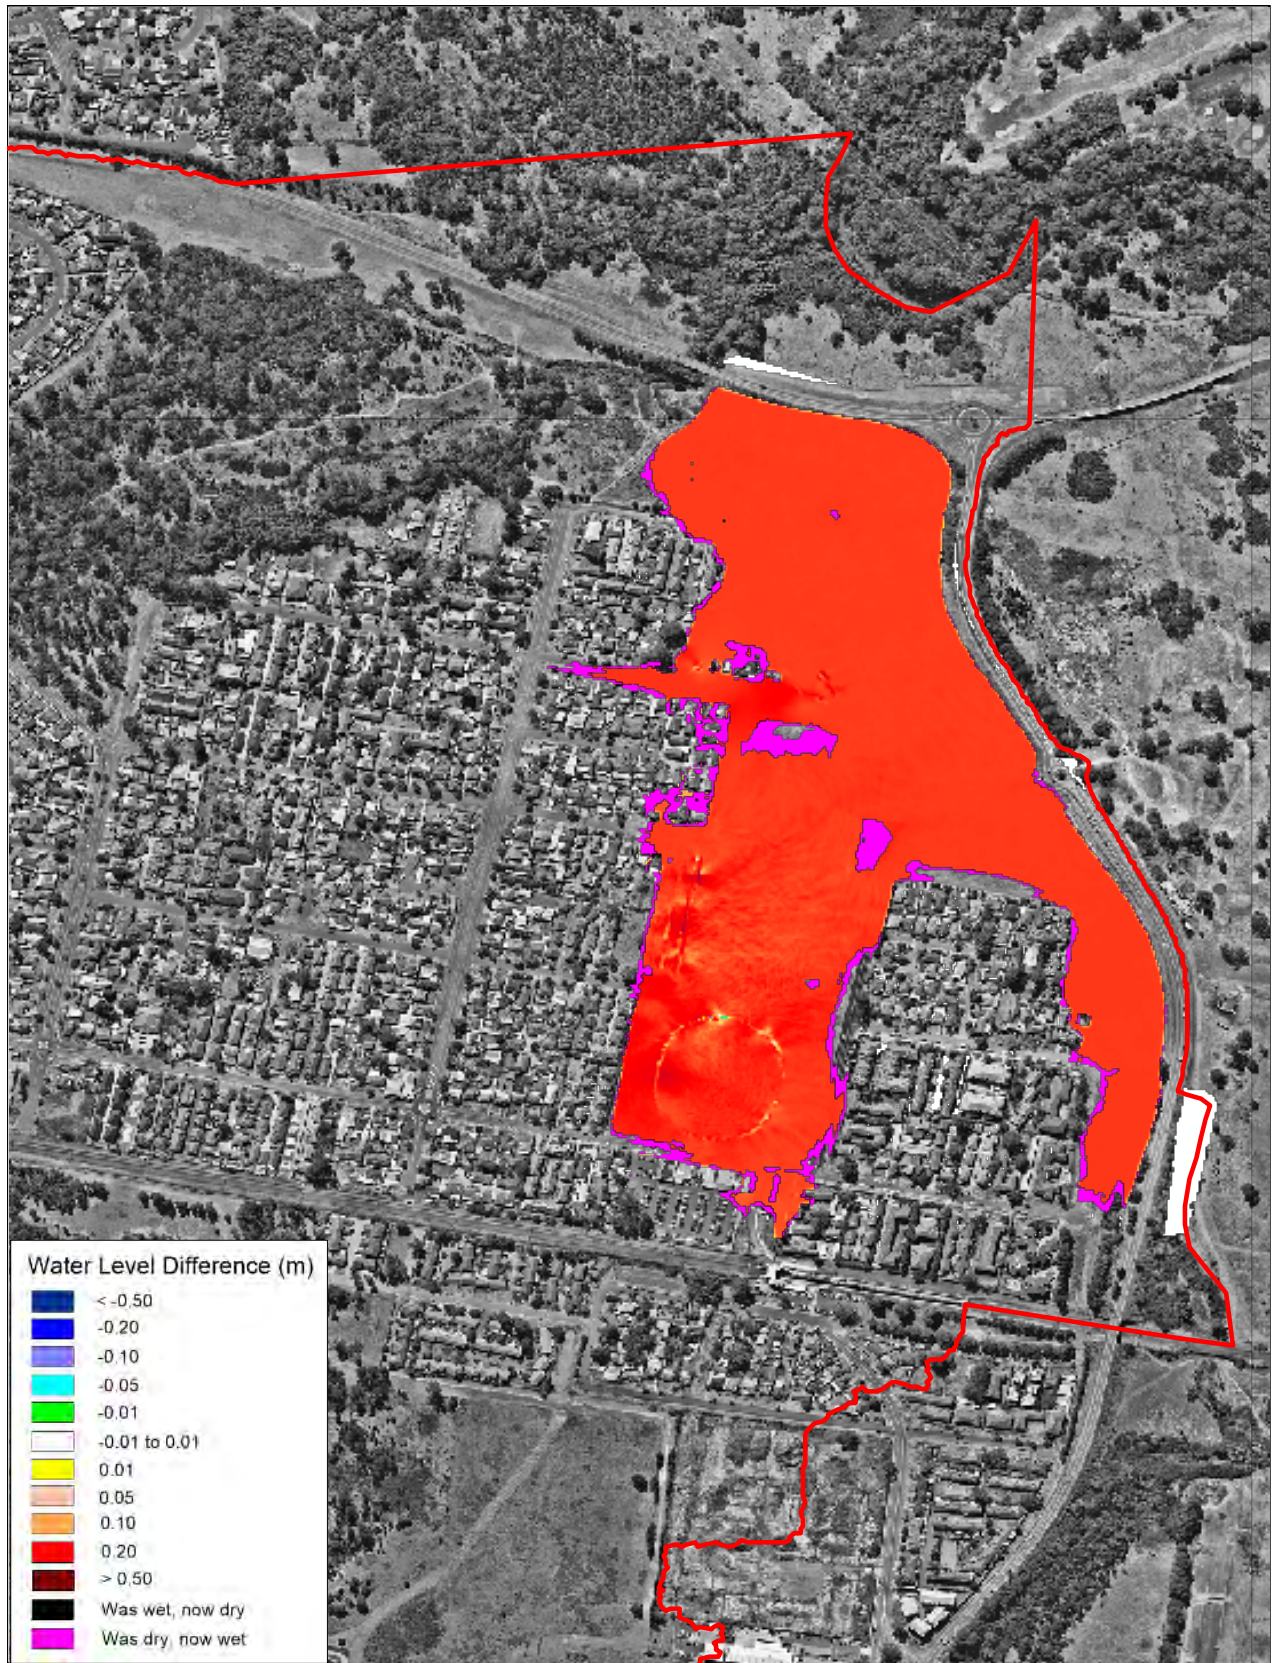 Water Level Difference (m)
< -0.50
-0.20
-0.10
-0.05
-0.01
-0.01 to 0.01
0.01
0.05
0.10
0.20
> 0.50
Was wet, now dry
Was dry, now wet